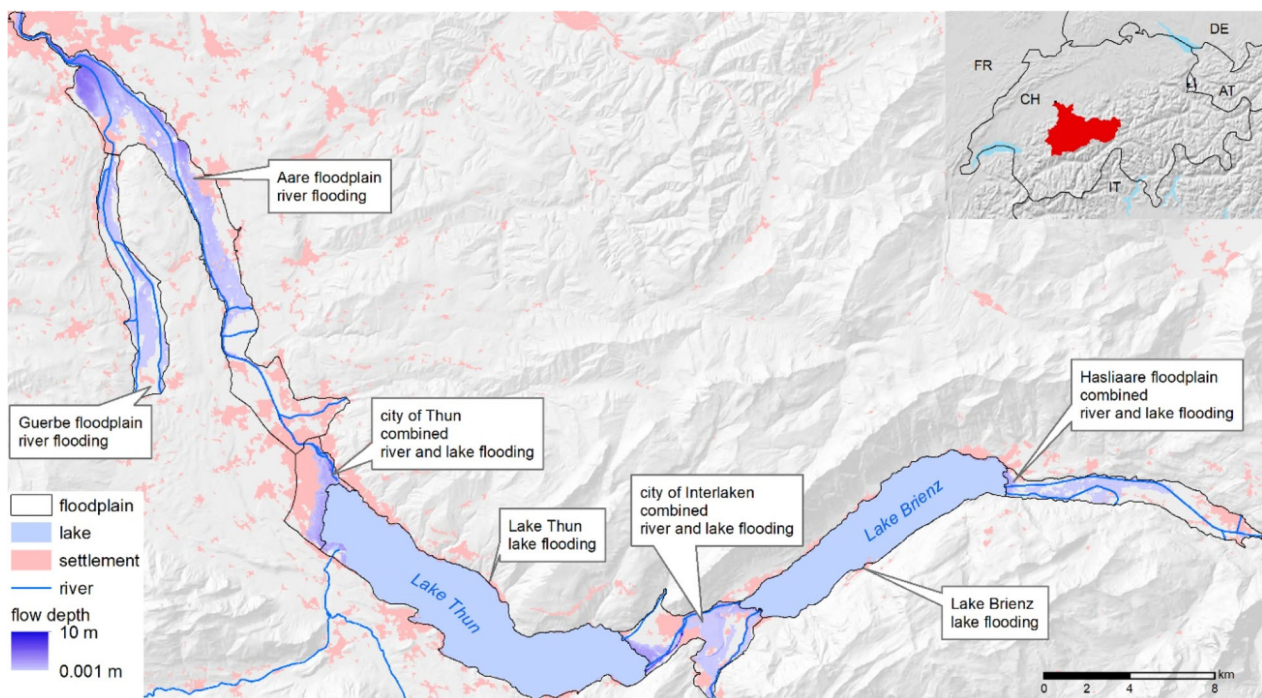 DE
FR
CH
AT
IT
Aare floodplain
river flooding
Guerbe floodplain
river flooding
city of Thun
combined
river and lake flooding
Hasliaare floodplain
combined
river and lake flooding
city of Interlaken
combined
river and lake flooding
Lake Thun
lake flooding
Lake Brienz
Lake Thun
Lake Brienz
lake flooding
floodplain
lake
settlement
river
flow depth
10 m
0.001 m
km
0 2 4 8